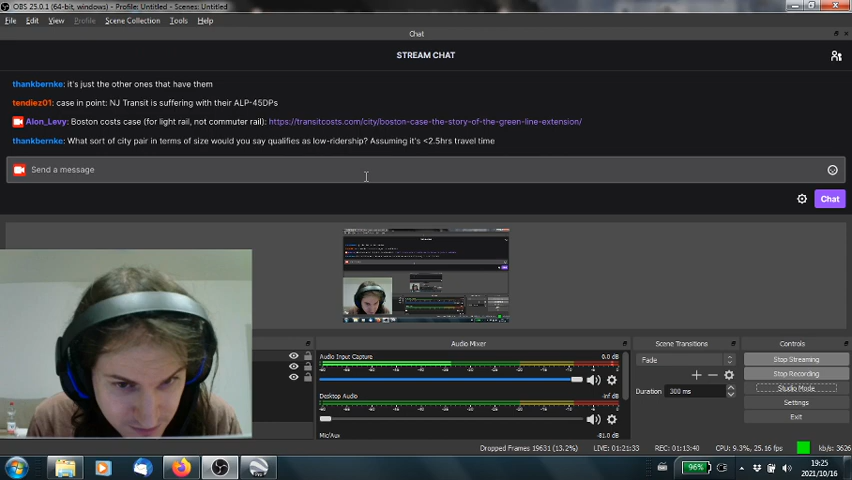 OBS 25.0.1 (64-bit, windows) - Profile: Untitled - Scenes: Untitled
File Edit View Profile Scene Collection Tools Help
Chat
STREAM CHAT
thankbernke: it's just the other ones that have them
tendiez01: case in point: NJ Transit is suffering with their ALP-45DPs
Alon_Levy: Boston costs case (for light rail, not commuter rail): https://transitcosts.com/city/boston-case-the-story-of-the-green-line-extension/
thankbernke: What sort of city pair in terms of size would you say qualifies as low-ridership? Assuming it's <2.5hrs travel time
Send a message
Chat
Audio Mixer Scene Transitions Controls
Audio Input Capture 0.0 dB
Fade
Stop Streaming
Stop Recording
Duration 300 ms
Studio Mode
Desktop Audio -inf dB
Settings
Exit
Mic/Aux -81.0 dB
Dropped Frames 19631 (13.2%) LIVE: 01:21:33 REC: 01:13:40 CPU: 9.3%, 25.16 fps kb/s: 3626
96%
19:25
2021/10/16